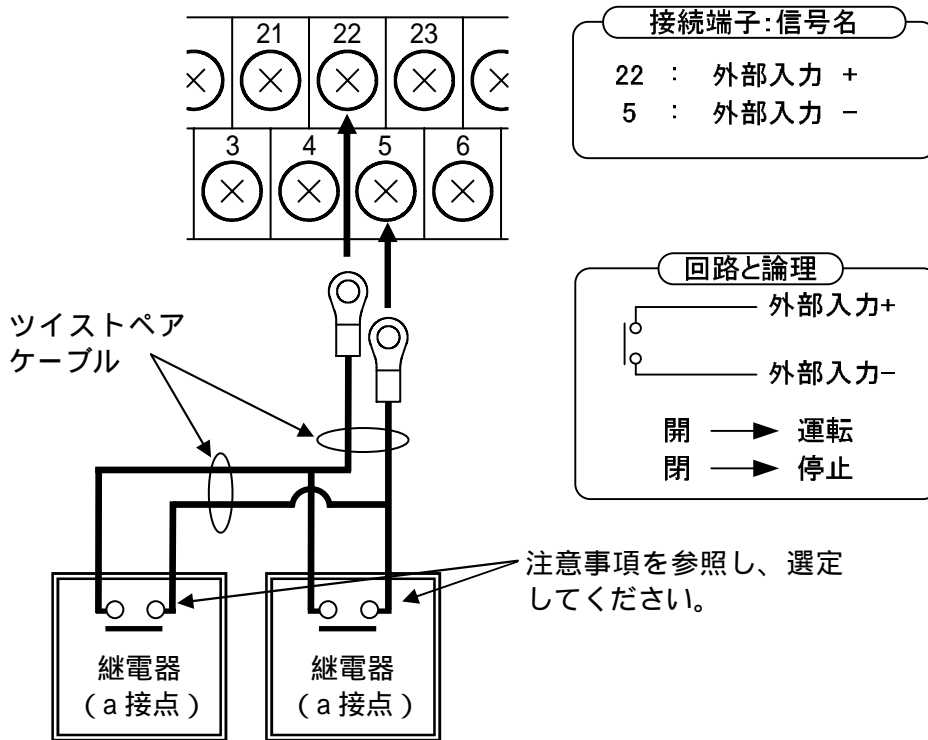 21 22 23
3 4 5 6
接続端子:信号名
22 : 外部入力 +
5 : 外部入力 −
回路と論理
外部入力+
外部入力−
開 → 運転
閉 → 停止
ツイストペア
ケーブル
注意事項を参照し、選定
してください。
継電器
(a接点)
継電器
(a接点)